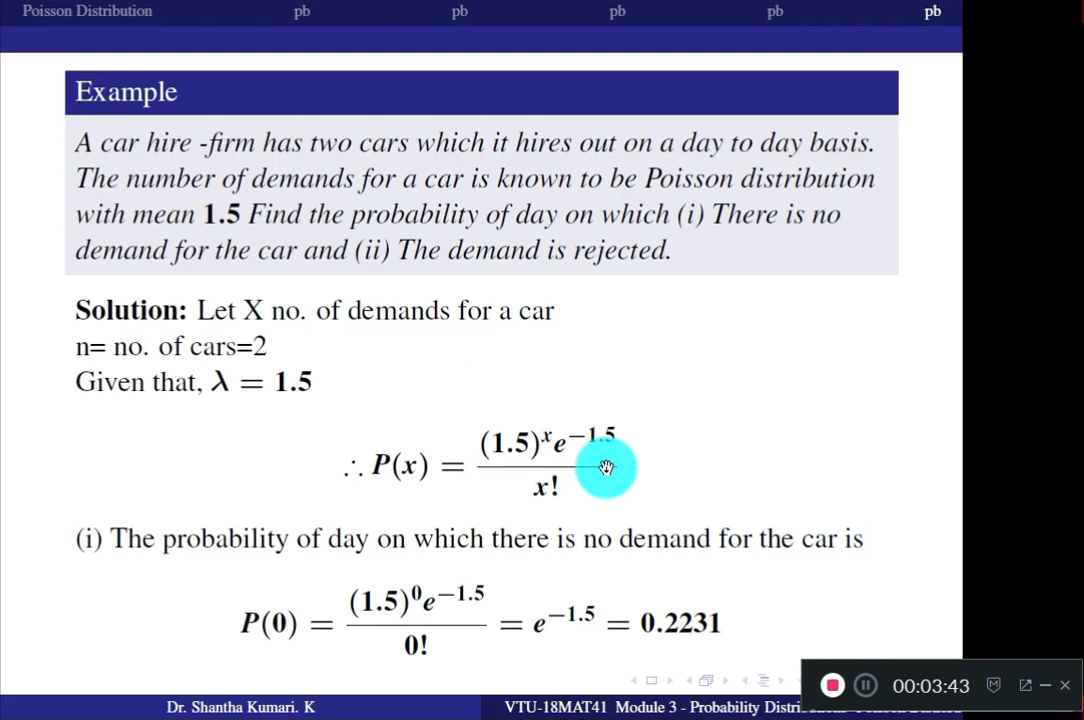 Poisson Distribution pb pb pb pb pb
Example
A car hire -firm has two cars which it hires out on a day to day basis.
The number of demands for a car is known to be Poisson distribution
with mean 1.5 Find the probability of day on which (i) There is no
demand for the car and (ii) The demand is rejected.
Solution: Let X no. of demands for a car
n= no. of cars=2
Given that, λ = 1.5
∴ P(x) = (1.5)^x e^−1.5 / x!
(i) The probability of day on which there is no demand for the car is
P(0) = (1.5)^0 e^−1.5 / 0! = e^−1.5 = 0.2231
00:03:43
Dr. Shantha Kumari. K VTU-18MAT41 Module 3 - Probability